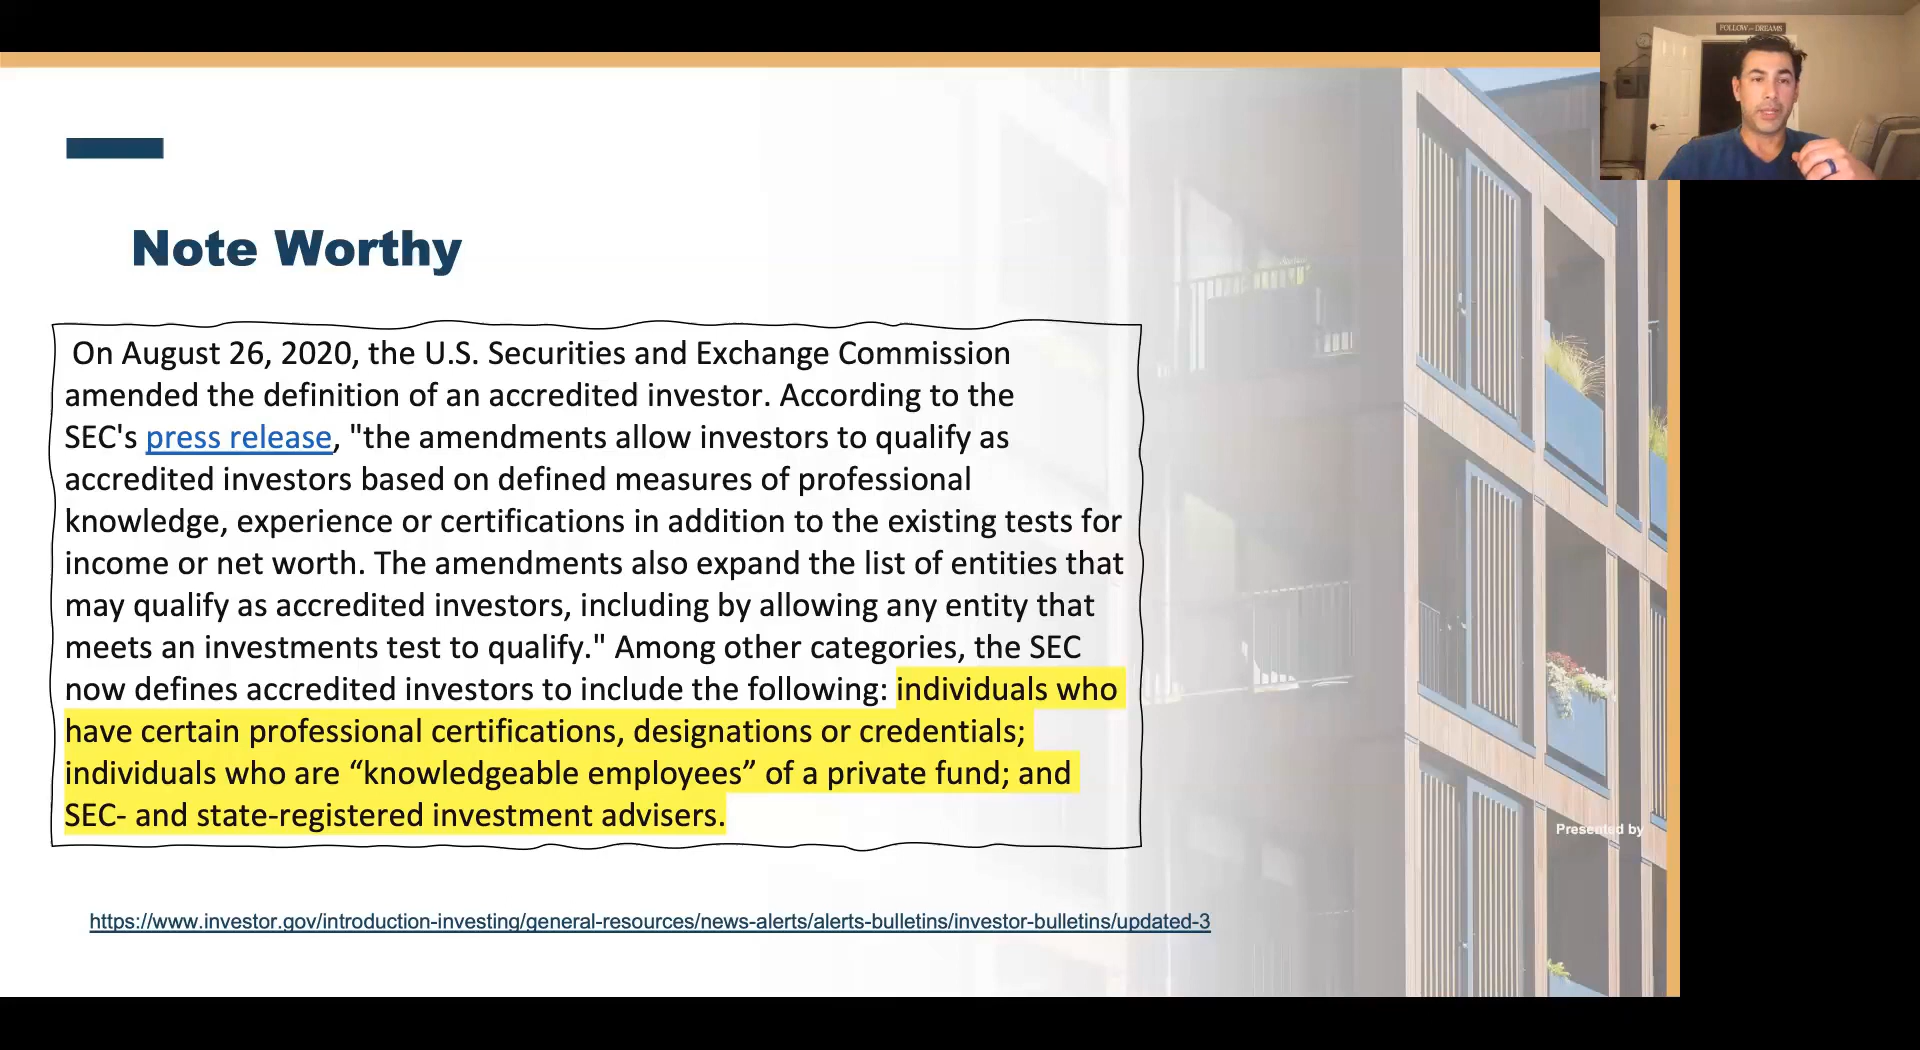 FOLLOW DREAMS
Note Worthy
On August 26, 2020, the U.S. Securities and Exchange Commission
amended the definition of an accredited investor. According to the
SEC's press release, "the amendments allow investors to qualify as
accredited investors based on defined measures of professional
knowledge, experience or certifications in addition to the existing tests for
income or net worth. The amendments also expand the list of entities that
may qualify as accredited investors, including by allowing any entity that
meets an investments test to qualify." Among other categories, the SEC
now defines accredited investors to include the following: individuals who
have certain professional certifications, designations or credentials;
individuals who are “knowledgeable employees” of a private fund; and
SEC- and state-registered investment advisers.
Presented by
https://www.investor.gov/introduction-investing/general-resources/news-alerts/alerts-bulletins/investor-bulletins/updated-3